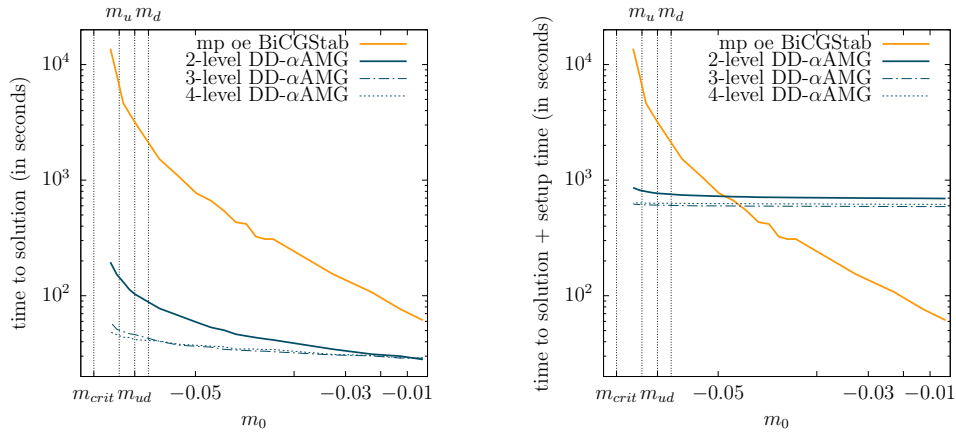 m_u m_d
mp oe BiCGStab
2-level DD-αAMG
3-level DD-αAMG
4-level DD-αAMG
10^4
10^3
10^2
time to solution (in seconds)
m_crit m_ud -0.05 -0.03 -0.01
m_0
m_u m_d
mp oe BiCGStab
2-level DD-αAMG
3-level DD-αAMG
4-level DD-αAMG
10^4
10^3
10^2
time to solution + setup time (in seconds)
m_crit m_ud -0.05 -0.03 -0.01
m_0